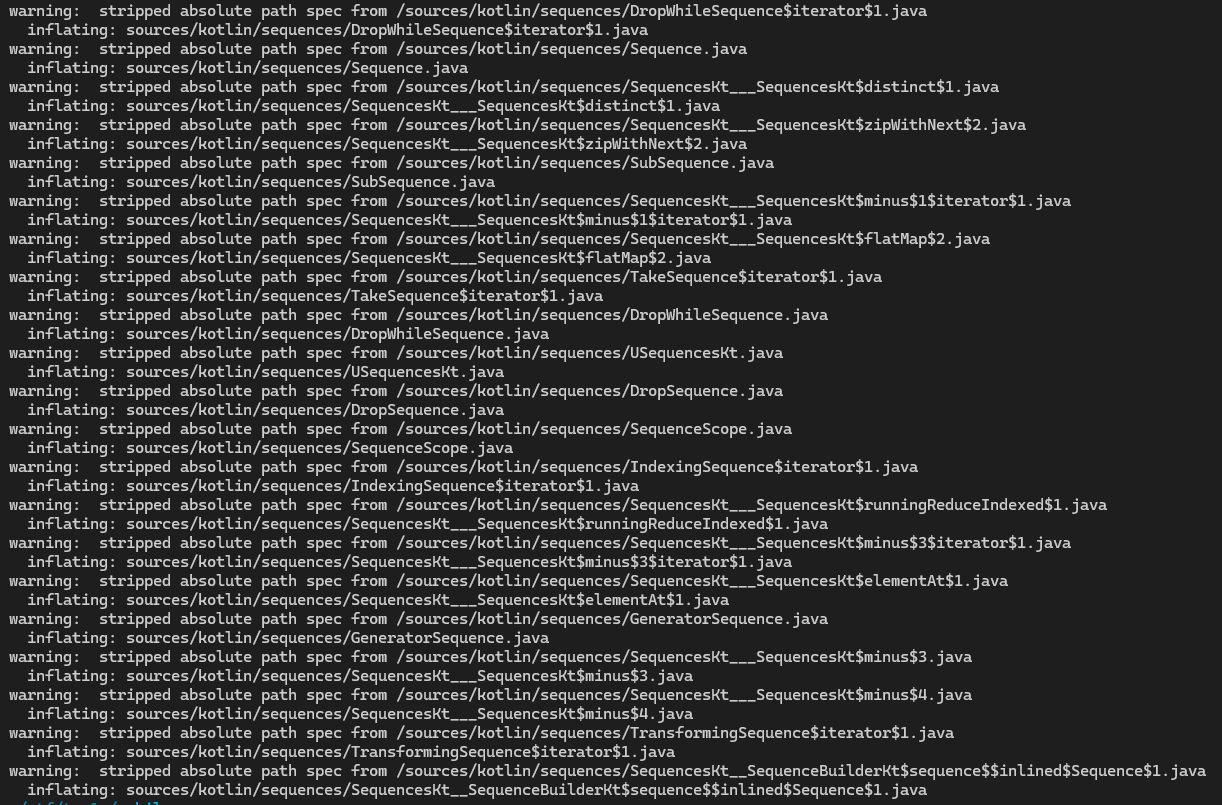 warning:  stripped absolute path spec from /sources/kotlin/sequences/DropWhileSequence$iterator$1.java
  inflating: sources/kotlin/sequences/DropWhileSequence$iterator$1.java
warning:  stripped absolute path spec from /sources/kotlin/sequences/Sequence.java
  inflating: sources/kotlin/sequences/Sequence.java
warning:  stripped absolute path spec from /sources/kotlin/sequences/SequencesKt___SequencesKt$distinct$1.java
  inflating: sources/kotlin/sequences/SequencesKt___SequencesKt$distinct$1.java
warning:  stripped absolute path spec from /sources/kotlin/sequences/SequencesKt___SequencesKt$zipWithNext$2.java
  inflating: sources/kotlin/sequences/SequencesKt___SequencesKt$zipWithNext$2.java
warning:  stripped absolute path spec from /sources/kotlin/sequences/SubSequence.java
  inflating: sources/kotlin/sequences/SubSequence.java
warning:  stripped absolute path spec from /sources/kotlin/sequences/SequencesKt___SequencesKt$minus$1$iterator$1.java
  inflating: sources/kotlin/sequences/SequencesKt___SequencesKt$minus$1$iterator$1.java
warning:  stripped absolute path spec from /sources/kotlin/sequences/SequencesKt___SequencesKt$flatMap$2.java
  inflating: sources/kotlin/sequences/SequencesKt___SequencesKt$flatMap$2.java
warning:  stripped absolute path spec from /sources/kotlin/sequences/TakeSequence$iterator$1.java
  inflating: sources/kotlin/sequences/TakeSequence$iterator$1.java
warning:  stripped absolute path spec from /sources/kotlin/sequences/DropWhileSequence.java
  inflating: sources/kotlin/sequences/DropWhileSequence.java
warning:  stripped absolute path spec from /sources/kotlin/sequences/USequencesKt.java
  inflating: sources/kotlin/sequences/USequencesKt.java
warning:  stripped absolute path spec from /sources/kotlin/sequences/DropSequence.java
  inflating: sources/kotlin/sequences/DropSequence.java
warning:  stripped absolute path spec from /sources/kotlin/sequences/SequenceScope.java
  inflating: sources/kotlin/sequences/SequenceScope.java
warning:  stripped absolute path spec from /sources/kotlin/sequences/IndexingSequence$iterator$1.java
  inflating: sources/kotlin/sequences/IndexingSequence$iterator$1.java
warning:  stripped absolute path spec from /sources/kotlin/sequences/SequencesKt___SequencesKt$runningReduceIndexed$1.java
  inflating: sources/kotlin/sequences/SequencesKt___SequencesKt$runningReduceIndexed$1.java
warning:  stripped absolute path spec from /sources/kotlin/sequences/SequencesKt___SequencesKt$minus$3$iterator$1.java
  inflating: sources/kotlin/sequences/SequencesKt___SequencesKt$minus$3$iterator$1.java
warning:  stripped absolute path spec from /sources/kotlin/sequences/SequencesKt___SequencesKt$elementAt$1.java
  inflating: sources/kotlin/sequences/SequencesKt___SequencesKt$elementAt$1.java
warning:  stripped absolute path spec from /sources/kotlin/sequences/GeneratorSequence.java
  inflating: sources/kotlin/sequences/GeneratorSequence.java
warning:  stripped absolute path spec from /sources/kotlin/sequences/SequencesKt___SequencesKt$minus$3.java
  inflating: sources/kotlin/sequences/SequencesKt___SequencesKt$minus$3.java
warning:  stripped absolute path spec from /sources/kotlin/sequences/SequencesKt___SequencesKt$minus$4.java
  inflating: sources/kotlin/sequences/SequencesKt___SequencesKt$minus$4.java
warning:  stripped absolute path spec from /sources/kotlin/sequences/TransformingSequence$iterator$1.java
  inflating: sources/kotlin/sequences/TransformingSequence$iterator$1.java
warning:  stripped absolute path spec from /sources/kotlin/sequences/SequencesKt__SequenceBuilderKt$sequence$$inlined$Sequence$1.java
  inflating: sources/kotlin/sequences/SequencesKt__SequenceBuilderKt$sequence$$inlined$Sequence$1.java